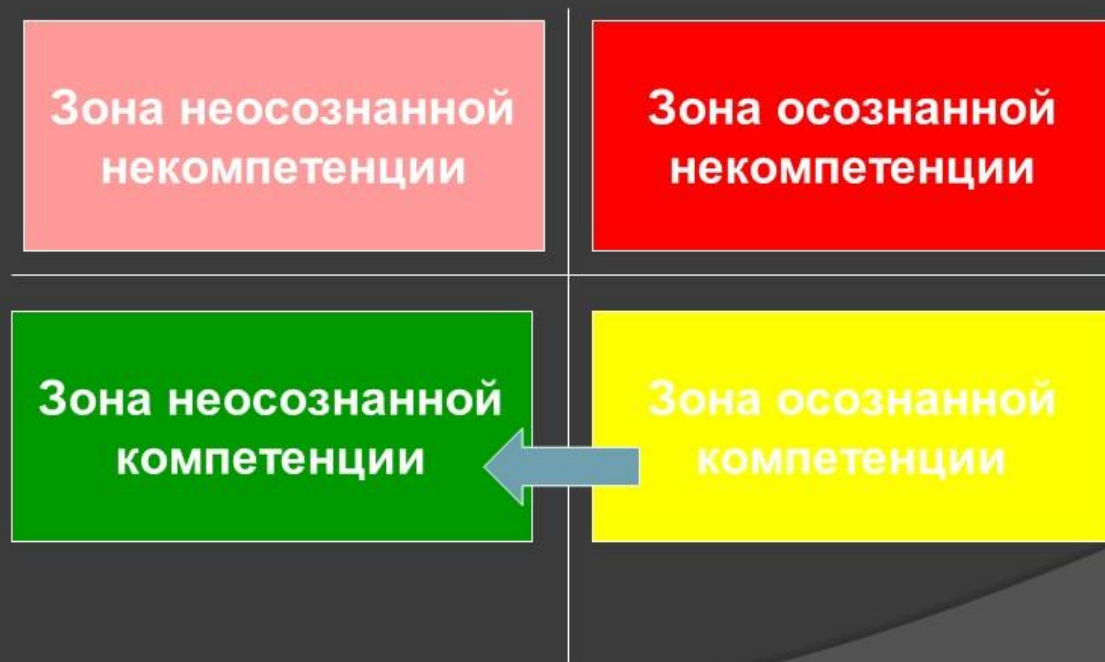 Зона неосознанной
некомпетенции
Зона осознанной
некомпетенции
Зона неосознанной
компетенции
Зона осознанной
компетенции